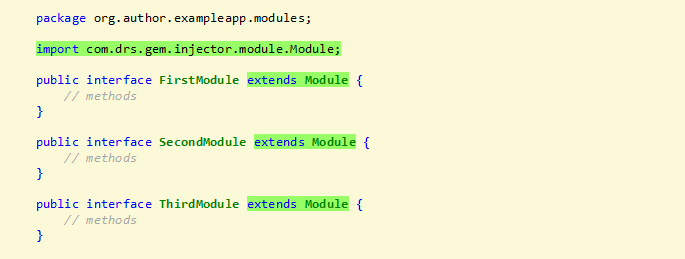 package org.author.exampleapp.modules;
import com.drs.gem.injector.module.Module;
public interface FirstModule extends Module {
// methods
}
public interface SecondModule extends Module {
// methods
}
public interface ThirdModule extends Module {
// methods
}